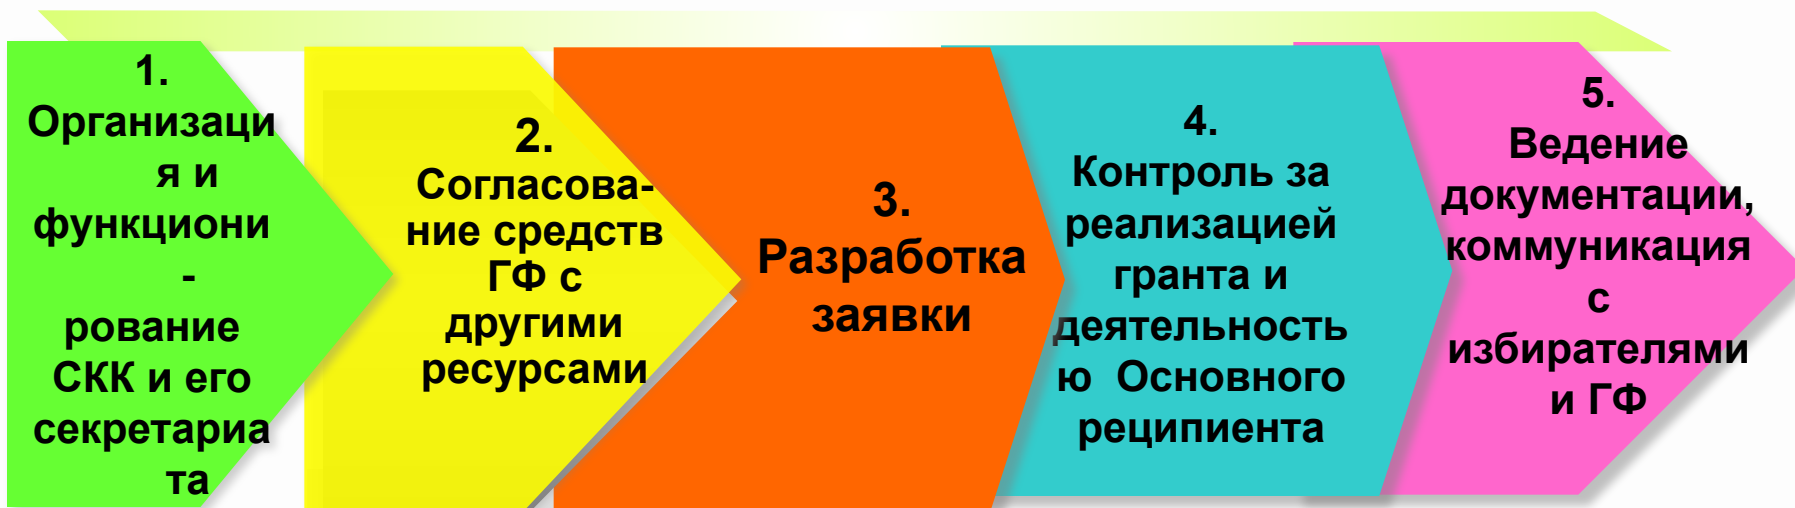 1.
Организаци
я и
функциони
-
рование
СКК и его
секретариа
та
2.
Согласова-
ние средств
ГФ с
другими
ресурсами
3.
Разработка
заявки
4.
Контроль за
реализацией
гранта и
деятельность
ю Основного
реципиента
5.
Ведение
документации,
коммуникация
с
избирателями
и ГФ